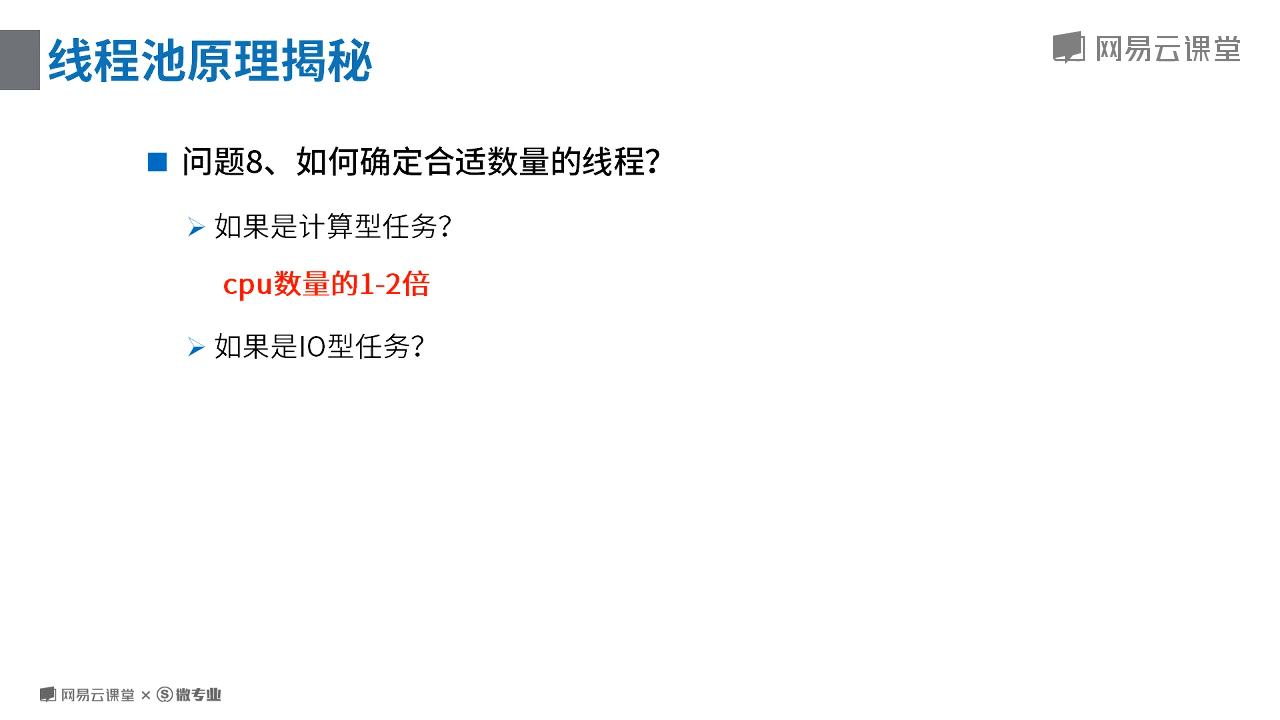 线程池原理揭秘
网易云课堂
问题8、如何确定合适数量的线程？
如果是计算型任务？
cpu数量的1-2倍
如果是IO型任务？
网易云课堂 × S 微专业